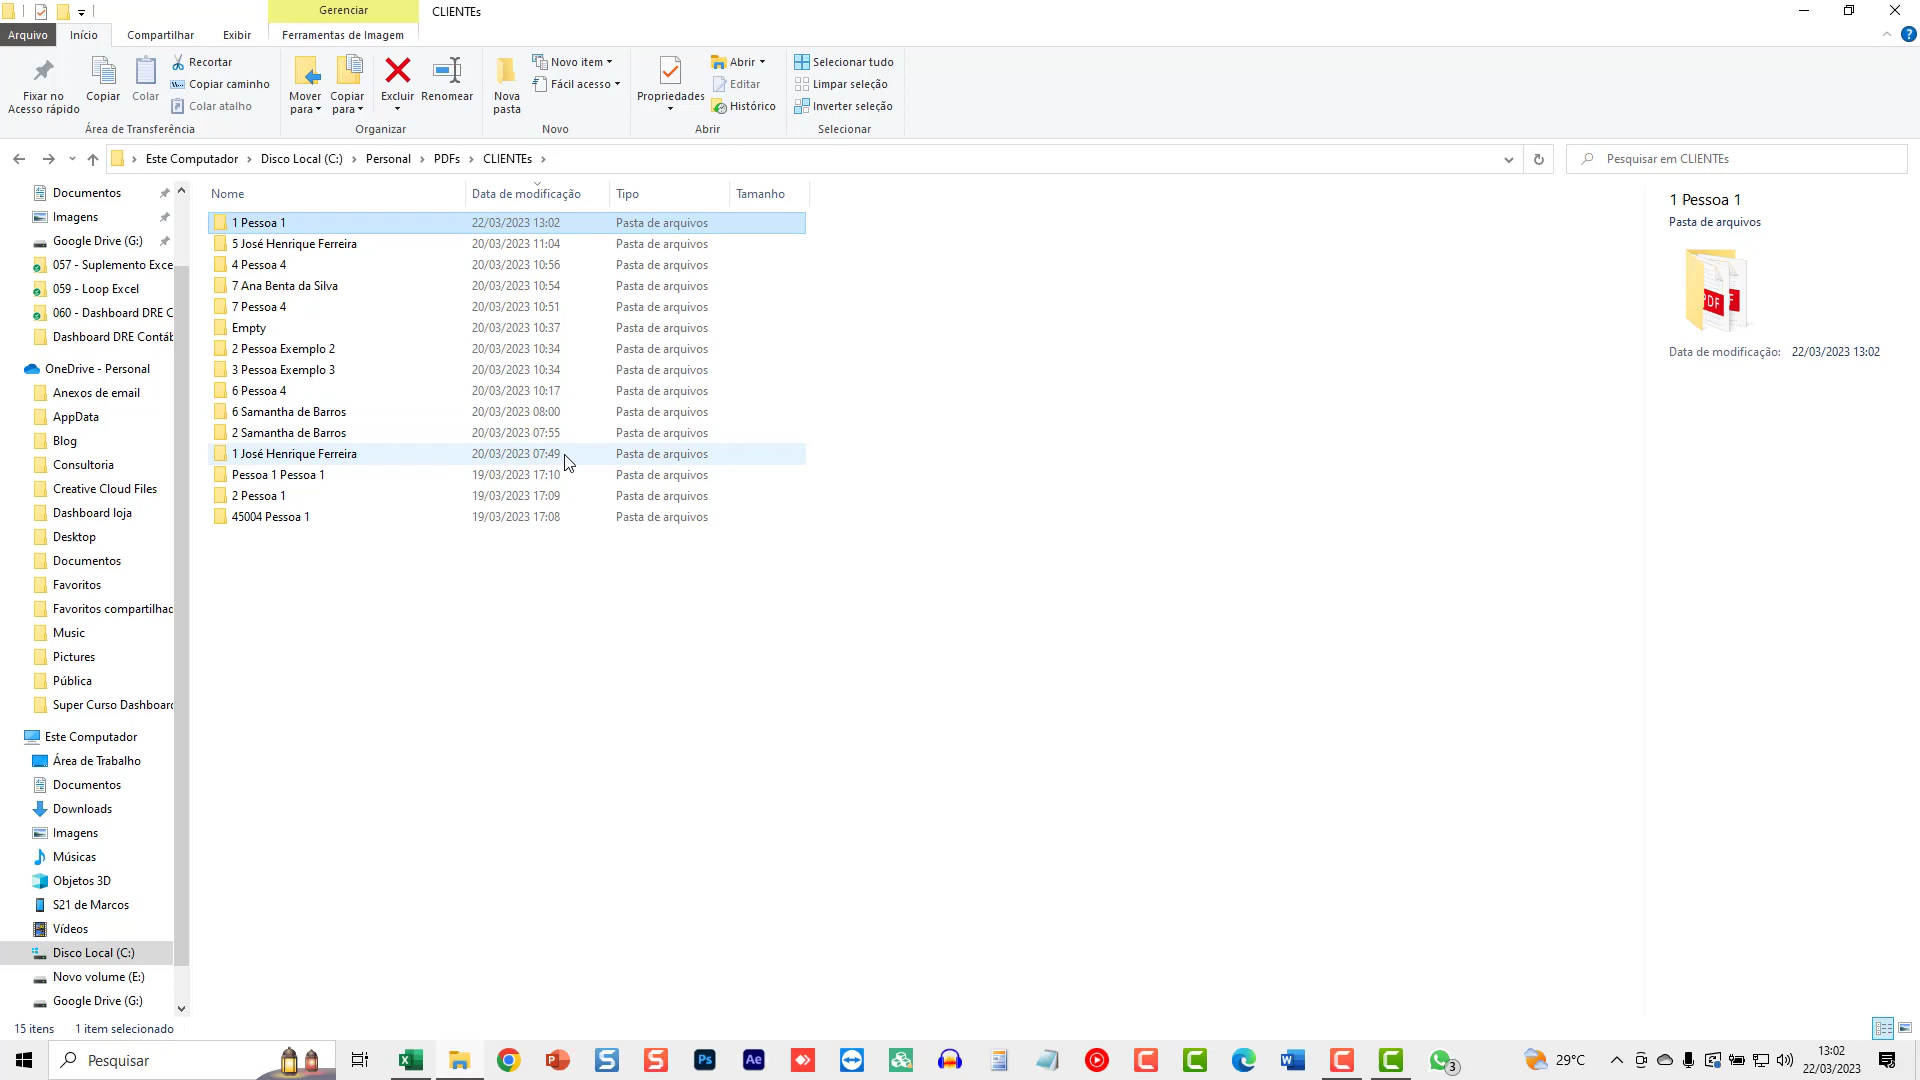 Gerenciar
CLIENTEs
Arquivo
Início
Compartilhar
Exibir
Ferramentas de Imagem
?
Fixar no
Acesso rápido
Copiar
Colar
Recortar
Copiar caminho
Colar atalho
Área de Transferência
Mover
para
Copiar
para
Excluir
Renomear
Organizar
Nova
pasta
Novo item
Fácil acesso
Novo
Propriedades
Abrir
Editar
Histórico
Abrir
Selecionar tudo
Limpar seleção
Inverter seleção
Selecionar
Este Computador
Disco Local (C:)
Personal
PDFs
CLIENTEs
Pesquisar em CLIENTEs
Documentos
Imagens
Google Drive (G:)
057 - Suplemento Exce
059 - Loop Excel
060 - Dashboard DRE C
Dashboard DRE Contáb
OneDrive - Personal
Anexos de email
AppData
Blog
Consultoria
Creative Cloud Files
Dashboard loja
Desktop
Documentos
Favoritos
Favoritos compartilhad
Music
Pictures
Pública
Super Curso Dashboard
Este Computador
Área de Trabalho
Documentos
Downloads
Imagens
Músicas
Objetos 3D
S21 de Marcos
Vídeos
Disco Local (C:)
Novo volume (E:)
Google Drive (G:)
Nome Data de modificação Tipo Tamanho
1 Pessoa 1 22/03/2023 13:02 Pasta de arquivos
5 José Henrique Ferreira 20/03/2023 11:04 Pasta de arquivos
4 Pessoa 4 20/03/2023 10:56 Pasta de arquivos
7 Ana Benta da Silva 20/03/2023 10:54 Pasta de arquivos
7 Pessoa 4 20/03/2023 10:51 Pasta de arquivos
Empty 20/03/2023 10:37 Pasta de arquivos
2 Pessoa Exemplo 2 20/03/2023 10:34 Pasta de arquivos
3 Pessoa Exemplo 3 20/03/2023 10:34 Pasta de arquivos
6 Pessoa 4 20/03/2023 10:17 Pasta de arquivos
6 Samantha de Barros 20/03/2023 08:00 Pasta de arquivos
2 Samantha de Barros 20/03/2023 07:55 Pasta de arquivos
1 José Henrique Ferreira 20/03/2023 07:49 Pasta de arquivos
Pessoa 1 Pessoa 1 19/03/2023 17:10 Pasta de arquivos
2 Pessoa 1 19/03/2023 17:09 Pasta de arquivos
45004 Pessoa 1 19/03/2023 17:08 Pasta de arquivos
1 Pessoa 1
Pasta de arquivos
PDF
Data de modificação: 22/03/2023 13:02
15 itens
1 item selecionado
Pesquisar
X
P
S
S
Ps
Ae
C
C
W
C
C
3
29°C
13:02
22/03/2023